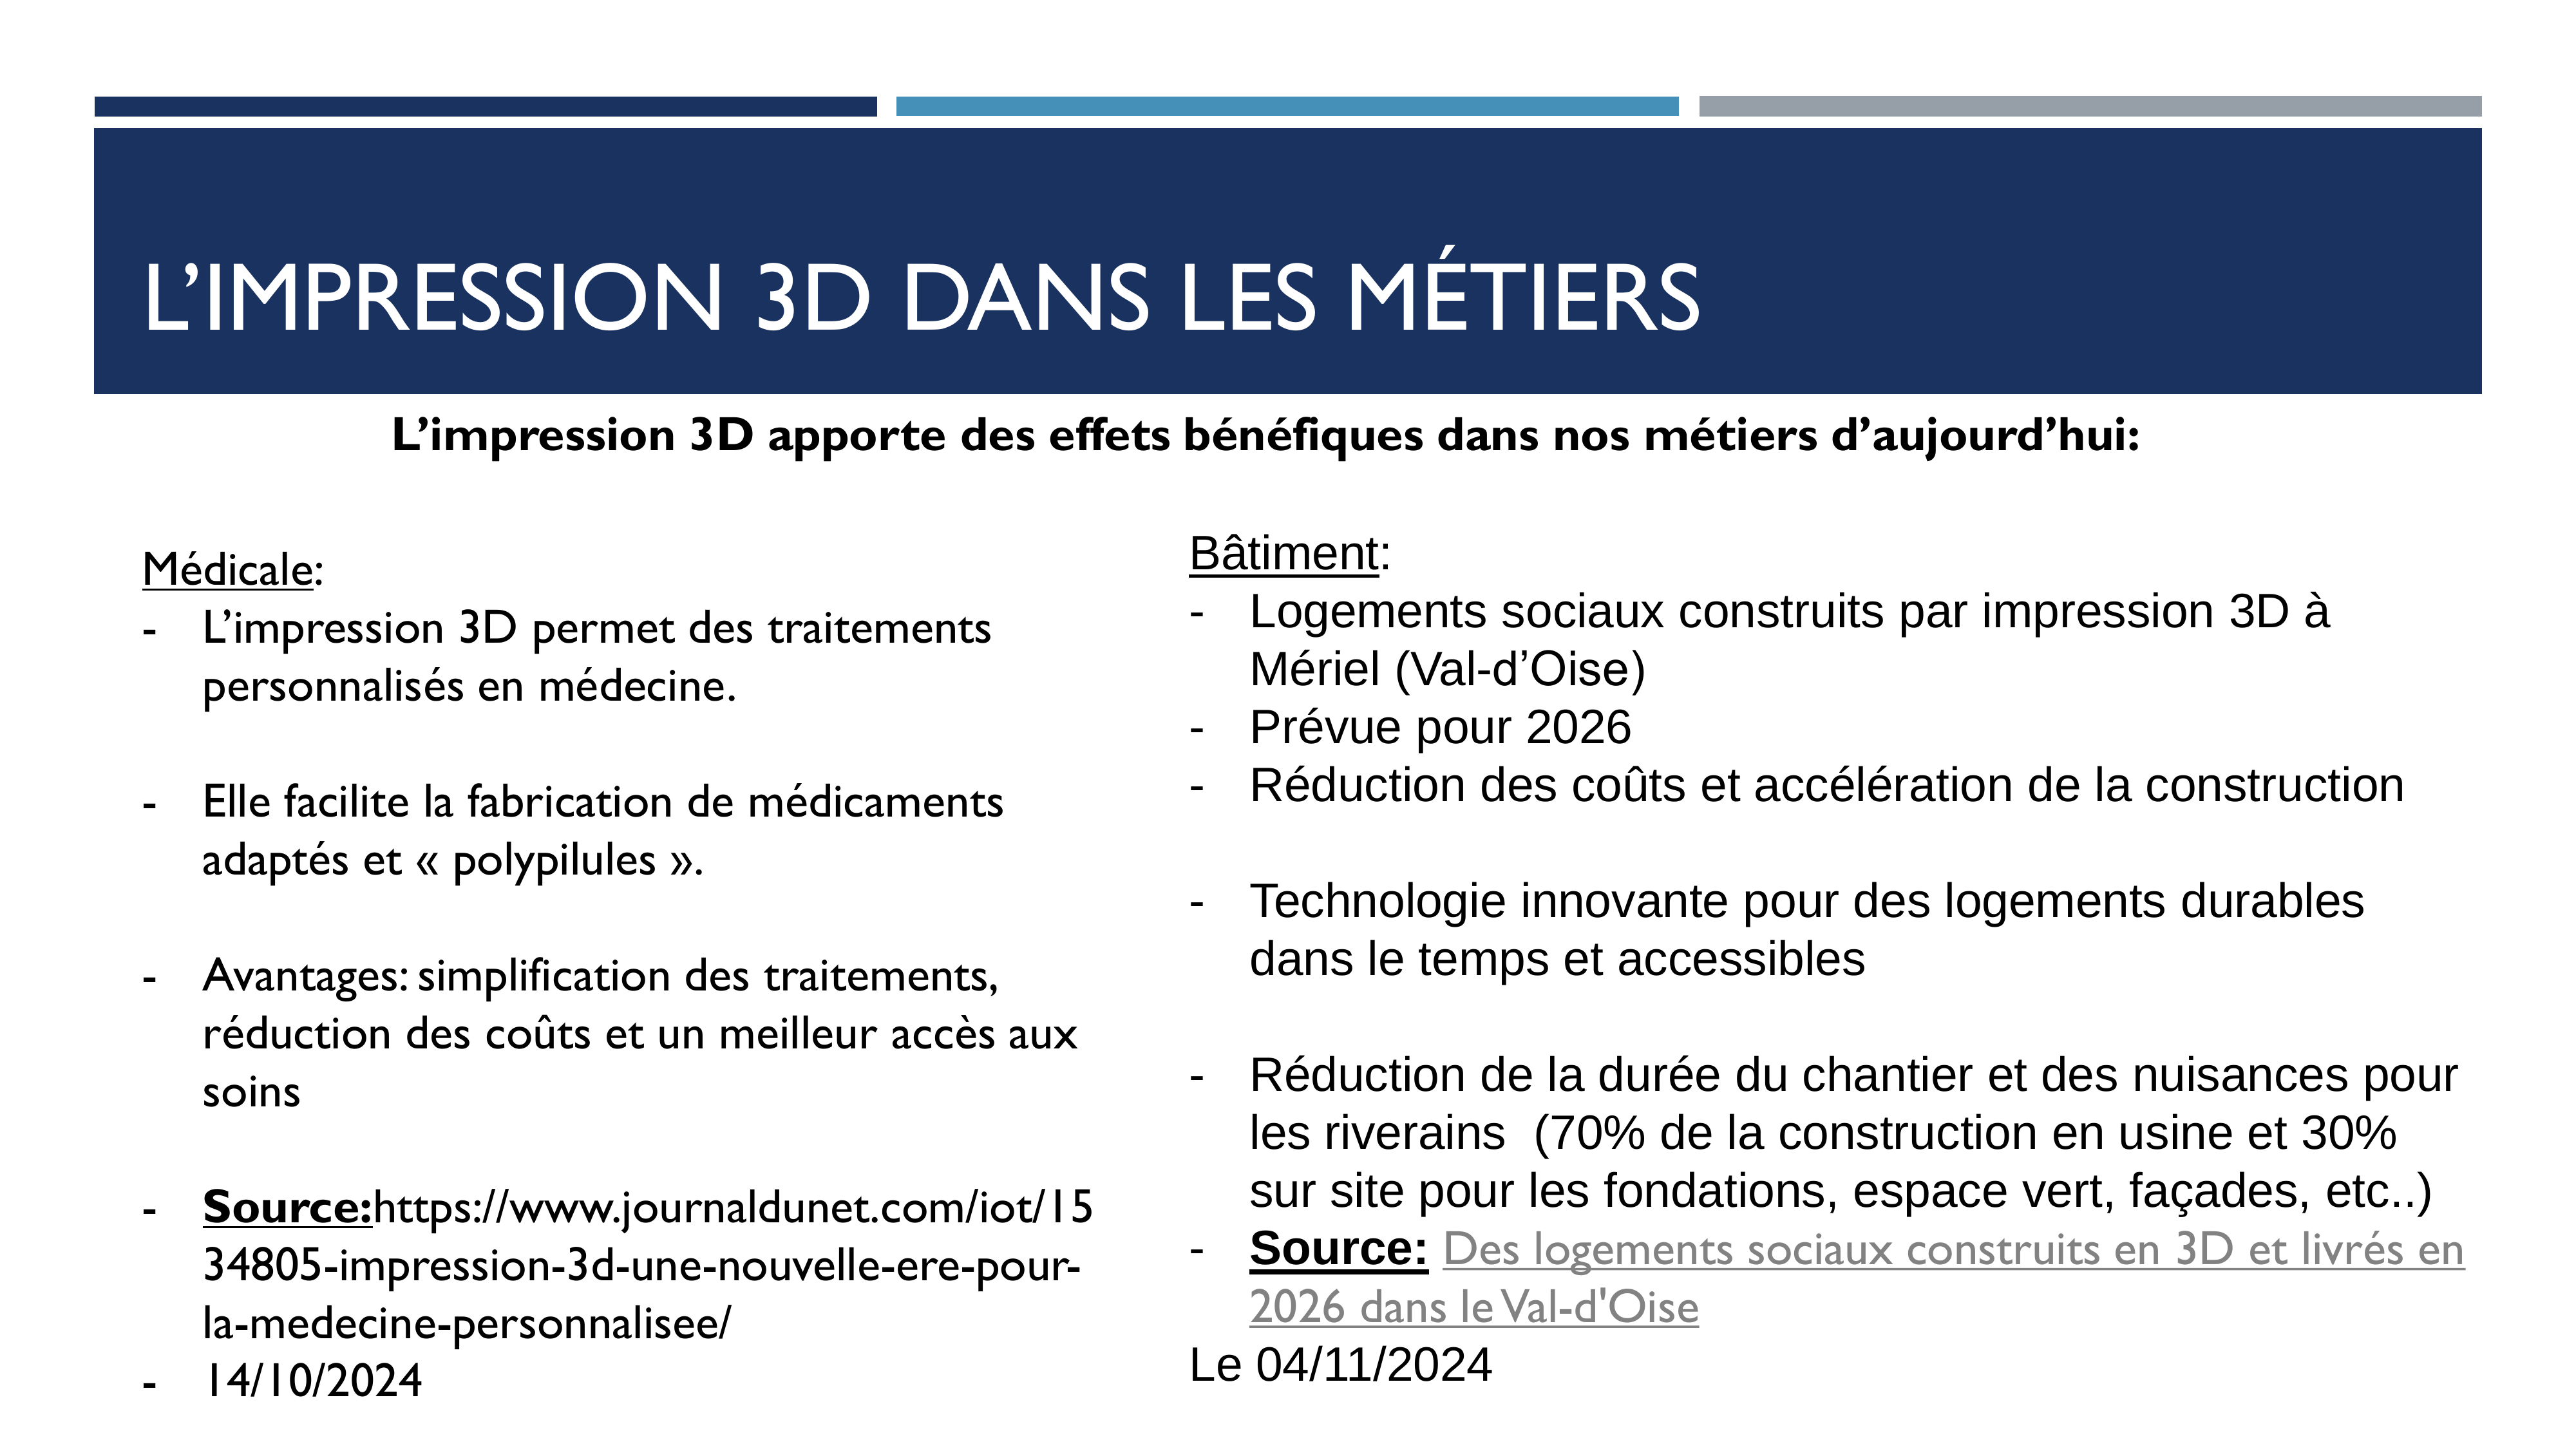 L’IMPRESSION 3D DANS LES MÉTIERS
L’impression 3D apporte des effets bénéfiques dans nos métiers d’aujourd’hui:
Médicale:
- L’impression 3D permet des traitements
personnalisés en médecine.
- Elle facilite la fabrication de médicaments
adaptés et « polypilules ».
- Avantages: simplification des traitements,
réduction des coûts et un meilleur accès aux
soins
- Source:https://www.journaldunet.com/iot/15
34805-impression-3d-une-nouvelle-ere-pour-
la-medecine-personnalisee/
- 14/10/2024
Bâtiment:
- Logements sociaux construits par impression 3D à
Mériel (Val-d’Oise)
- Prévue pour 2026
- Réduction des coûts et accélération de la construction
- Technologie innovante pour des logements durables
dans le temps et accessibles
- Réduction de la durée du chantier et des nuisances pour
les riverains  (70% de la construction en usine et 30%
sur site pour les fondations, espace vert, façades, etc..)
- Source: Des logements sociaux construits en 3D et livrés en
2026 dans le Val-d'Oise
Le 04/11/2024